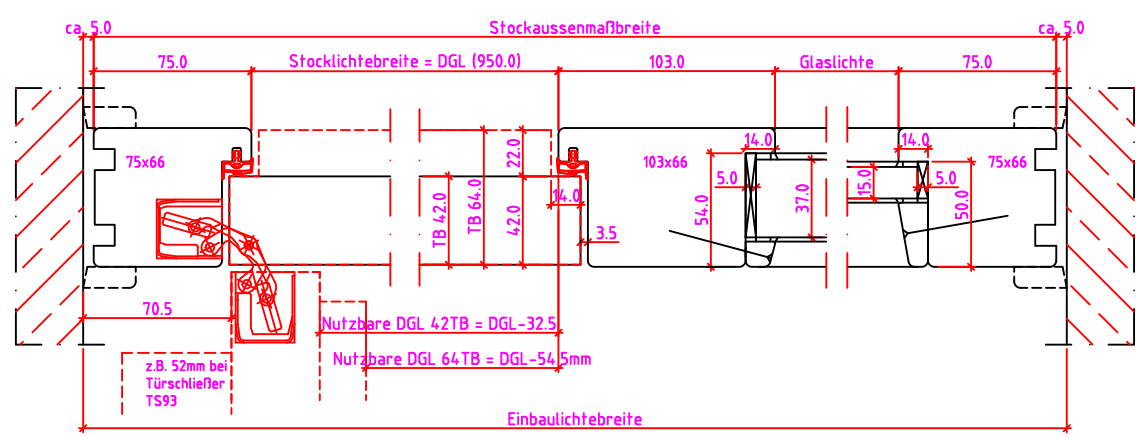 ca. 5.0
Stockaussenmaßbreite
ca. 5.0
75.0
Stocklichtebreite = DGL (950.0)
103.0
Glaslichte
75.0
75x66
22.0
14.0
103x66
14.0
75x66
TB 42.0
TB 64.0
42.0
14.0
5.0
54.0
37.0
15.0
5.0
50.0
3.5
70.5
Nutzbare DGL 42TB = DGL-32.5
Nutzbare DGL 64TB = DGL-54.5mm
z.B. 52mm bei
Türschließer
TS93
Einbaulichtebreite